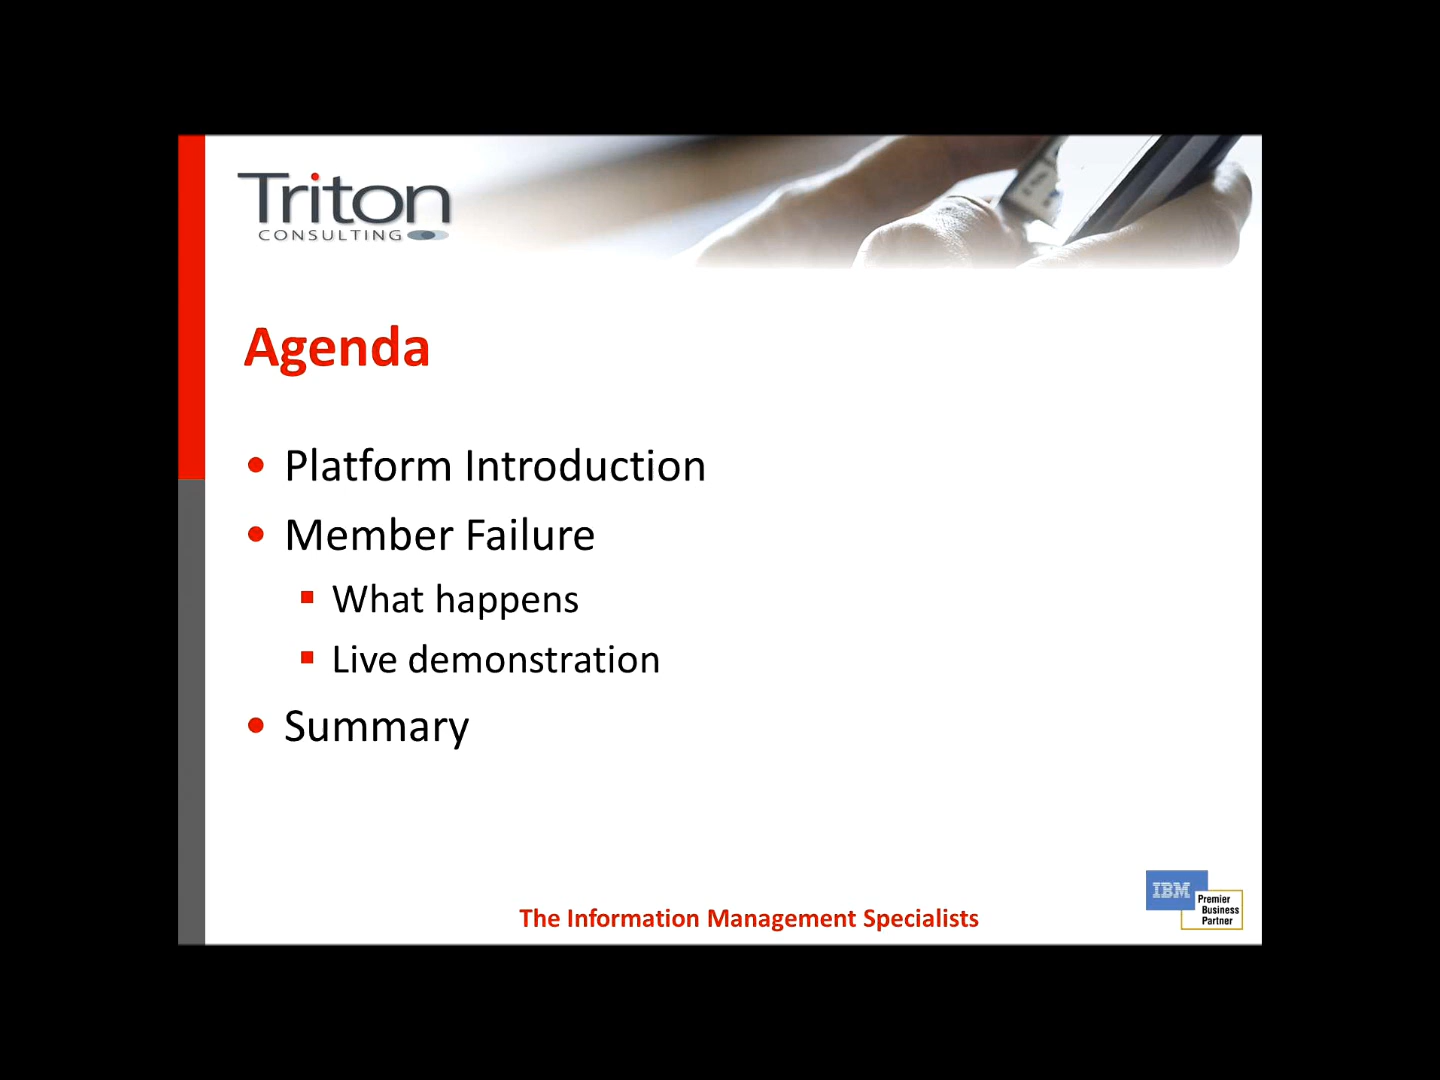 Triton
CONSULTING
Agenda
• Platform Introduction
• Member Failure
▪ What happens
▪ Live demonstration
• Summary
The Information Management Specialists
IBM
Premier
Business
Partner